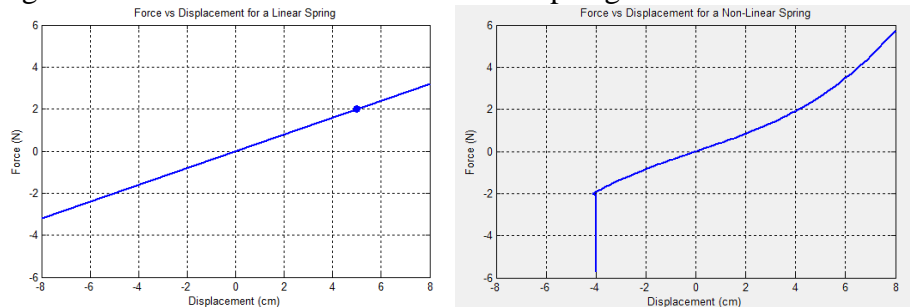 Force vs Displacement for a Linear Spring
6
4
2
0
-2
-4
-6
Force (N)
-8 -6 -4 -2 0 2 4 6 8
Displacement (cm)
Force vs Displacement for a Non-Linear Spring
6
4
2
0
-2
-4
-6
Force (N)
-8 -6 -4 -2 0 2 4 6 8
Displacement (cm)